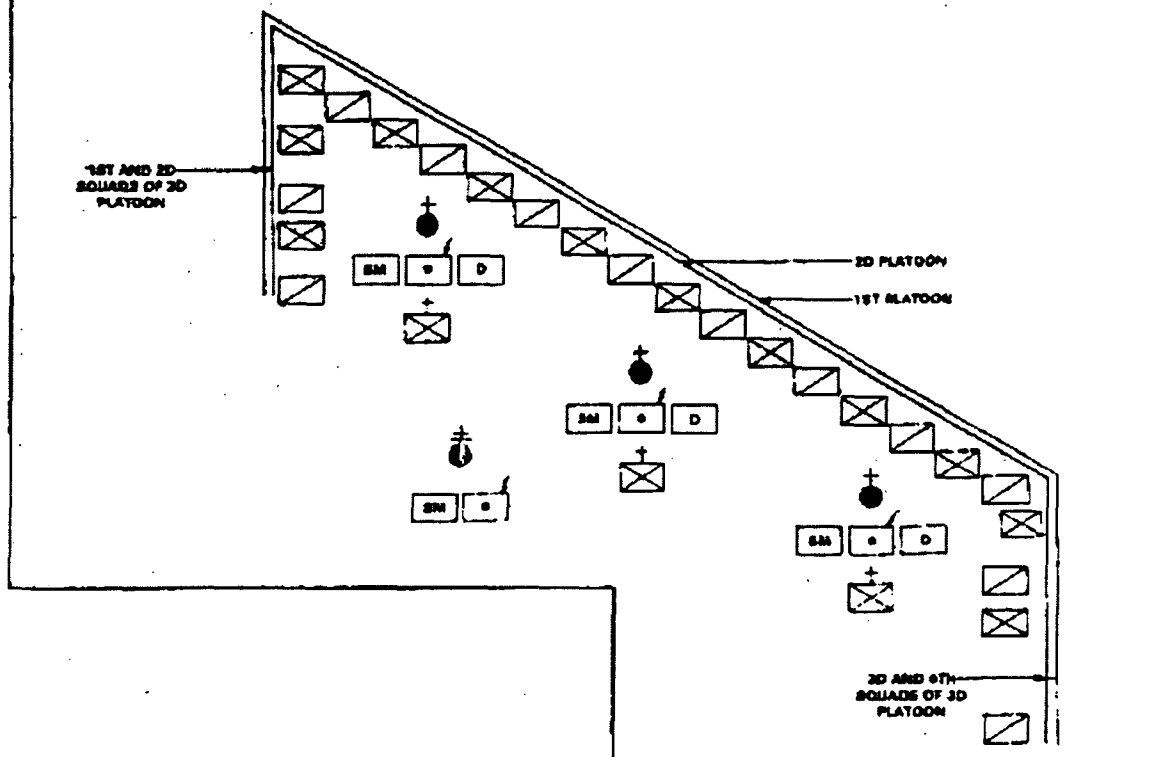 1ST AND 2D
SQUADS OF 3D
PLATOON
SM
D
2D PLATOON
1ST PLATOON
SM
D
SM
SM
D
3D AND 4TH
SQUADS OF 3D
PLATOON